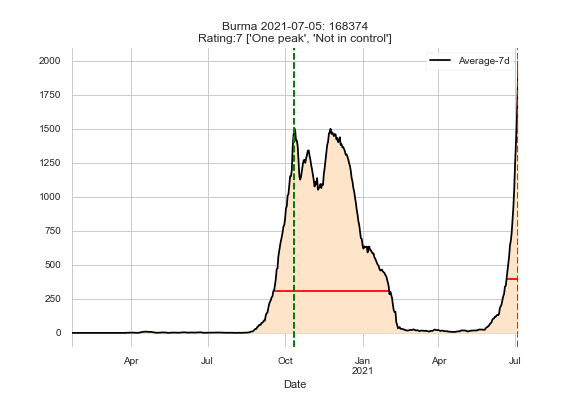 Burma 2021-07-05: 168374
Rating:7 ['One peak', 'Not in control']
Average-7d
2000
1750
1500
1250
1000
750
500
250
0
Apr
Jul
Oct
Jan
2021
Apr
Jul
Date